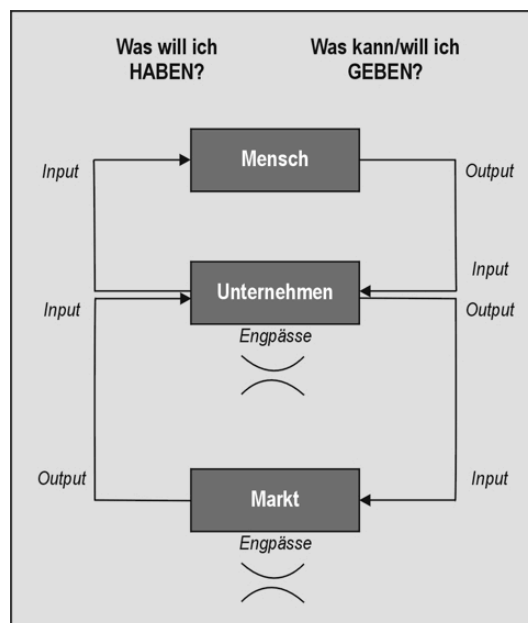 Was will ich
HABEN?
Was kann/will ich
GEBEN?
Mensch
Input
Output
Input
Unternehmen
Input
Output
Engpässe
Output
Input
Markt
Engpässe